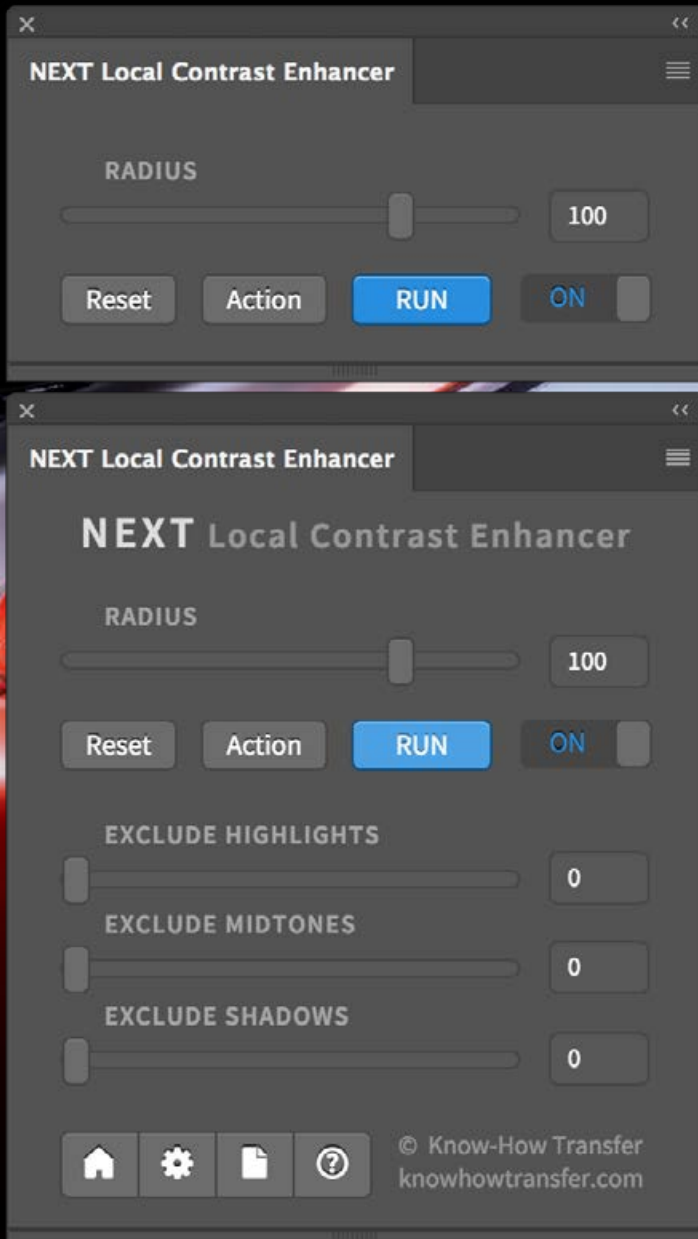 NEXT Local Contrast Enhancer
RADIUS
100
Reset Action RUN ON
NEXT Local Contrast Enhancer
NEXT Local Contrast Enhancer
RADIUS
100
Reset Action RUN ON
EXCLUDE HIGHLIGHTS
0
EXCLUDE MIDTONES
0
EXCLUDE SHADOWS
0
© Know-How Transfer
knowhowtransfer.com